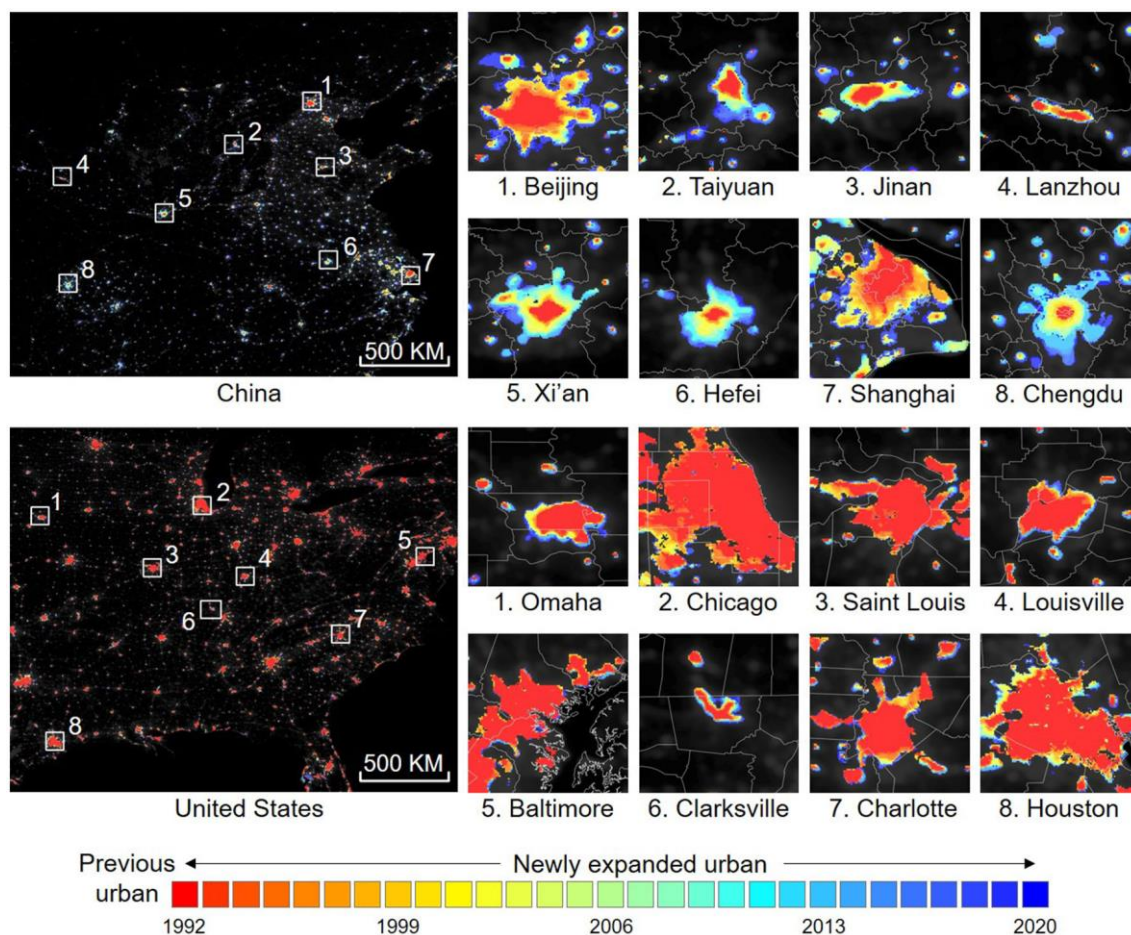 1
2
3
4
5
6
7
8
500 KM
China
1. Beijing
2. Taiyuan
3. Jinan
4. Lanzhou
5. Xi’an
6. Hefei
7. Shanghai
8. Chengdu
1
2
3
4
5
6
7
8
500 KM
United States
1. Omaha
2. Chicago
3. Saint Louis
4. Louisville
5. Baltimore
6. Clarksville
7. Charlotte
8. Houston
Previous urban
Newly expanded urban
1992
1999
2006
2013
2020